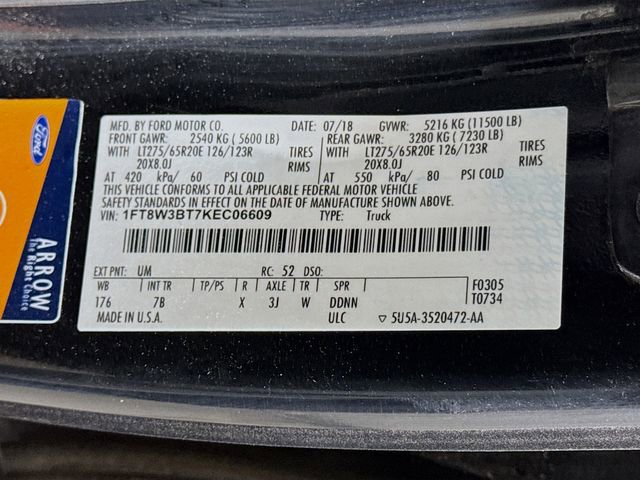 MFD. BY FORD MOTOR CO. DATE: 07/18 GVWR: 5216 KG (11500 LB)
FRONT GAWR: 2540 KG (5600 LB) REAR GAWR: 3280 KG (7230 LB)
WITH LT275/65R20E 126/123R TIRES WITH LT275/65R20E 126/123R TIRES
20X8.0J RIMS 20X8.0J RIMS
AT 420 kPa/ 60 PSI COLD AT 550 kPa/ 80 PSI COLD
THIS VEHICLE CONFORMS TO ALL APPLICABLE FEDERAL MOTOR VEHICLE
SAFETY STANDARDS IN EFFECT ON THE DATE OF MANUFACTURE SHOWN ABOVE.
VIN: 1FT8W3BT7KEC06609 TYPE: Truck
EXT PNT: UM RC: 52 DSO:
WB INT TR TP/PS R AXLE TR SPR F0305
176 7B X 3J W DDNN T0734
MADE IN U.S.A. ULC ▽ 5U5A-3520472-AA
Ford
ARROW
The Right Choice